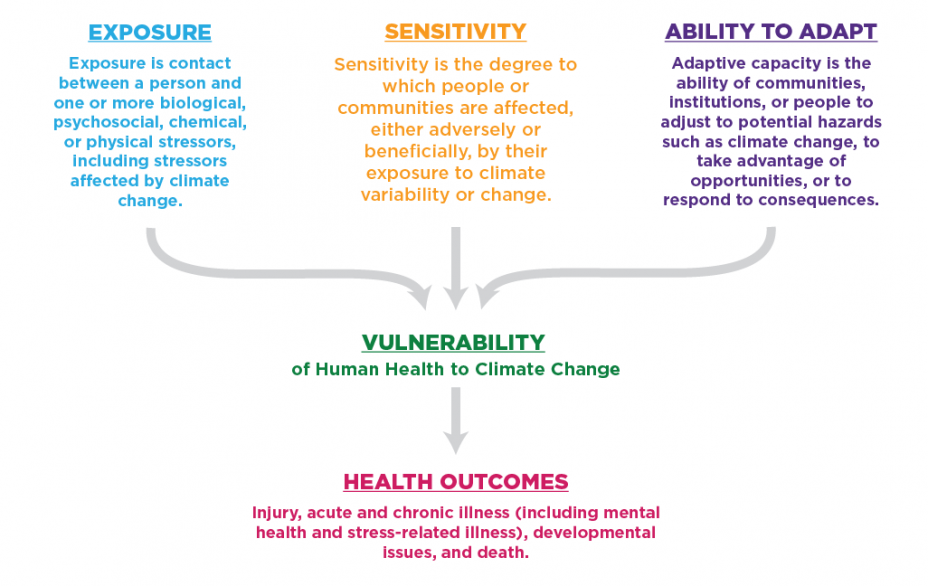 EXPOSURE
Exposure is contact
between a person and
one or more biological,
psychosocial, chemical,
or physical stressors,
including stressors
affected by climate
change.
SENSITIVITY
Sensitivity is the degree to
which people or
communities are affected,
either adversely or
beneficially, by their
exposure to climate
variability or change.
ABILITY TO ADAPT
Adaptive capacity is the
ability of communities,
institutions, or people to
adjust to potential hazards
such as climate change, to
take advantage of
opportunities, or to
respond to consequences.
VULNERABILITY
of Human Health to Climate Change
HEALTH OUTCOMES
Injury, acute and chronic illness (including mental
health and stress-related illness), developmental
issues, and death.